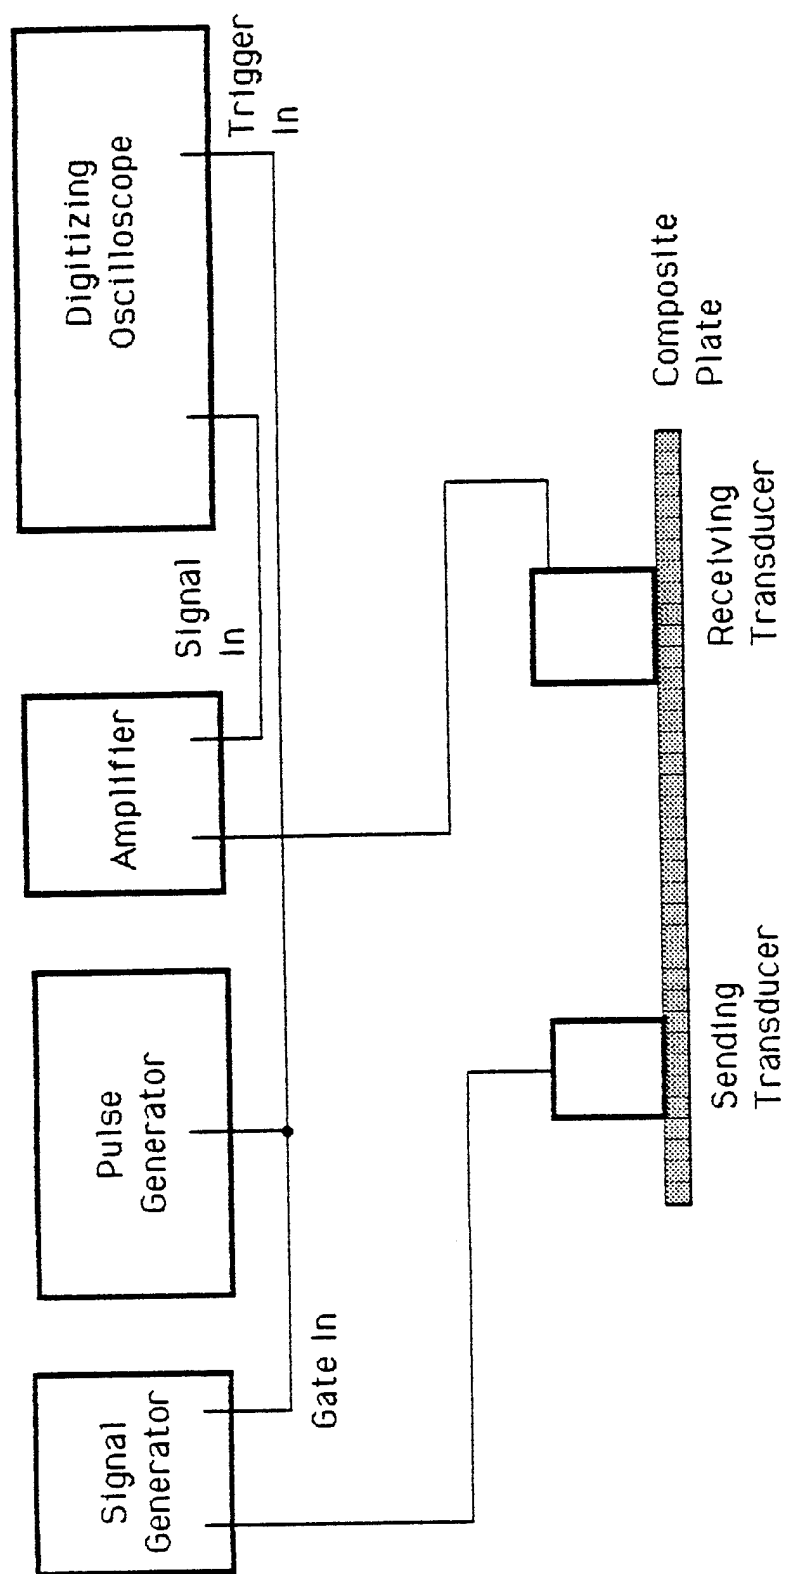 Signal
Generator
Pulse
Generator
Amplifier
Digitizing
Oscilloscope
Signal
In
Trigger
In
Gate In
Sending
Transducer
Receiving
Transducer
Composite
Plate